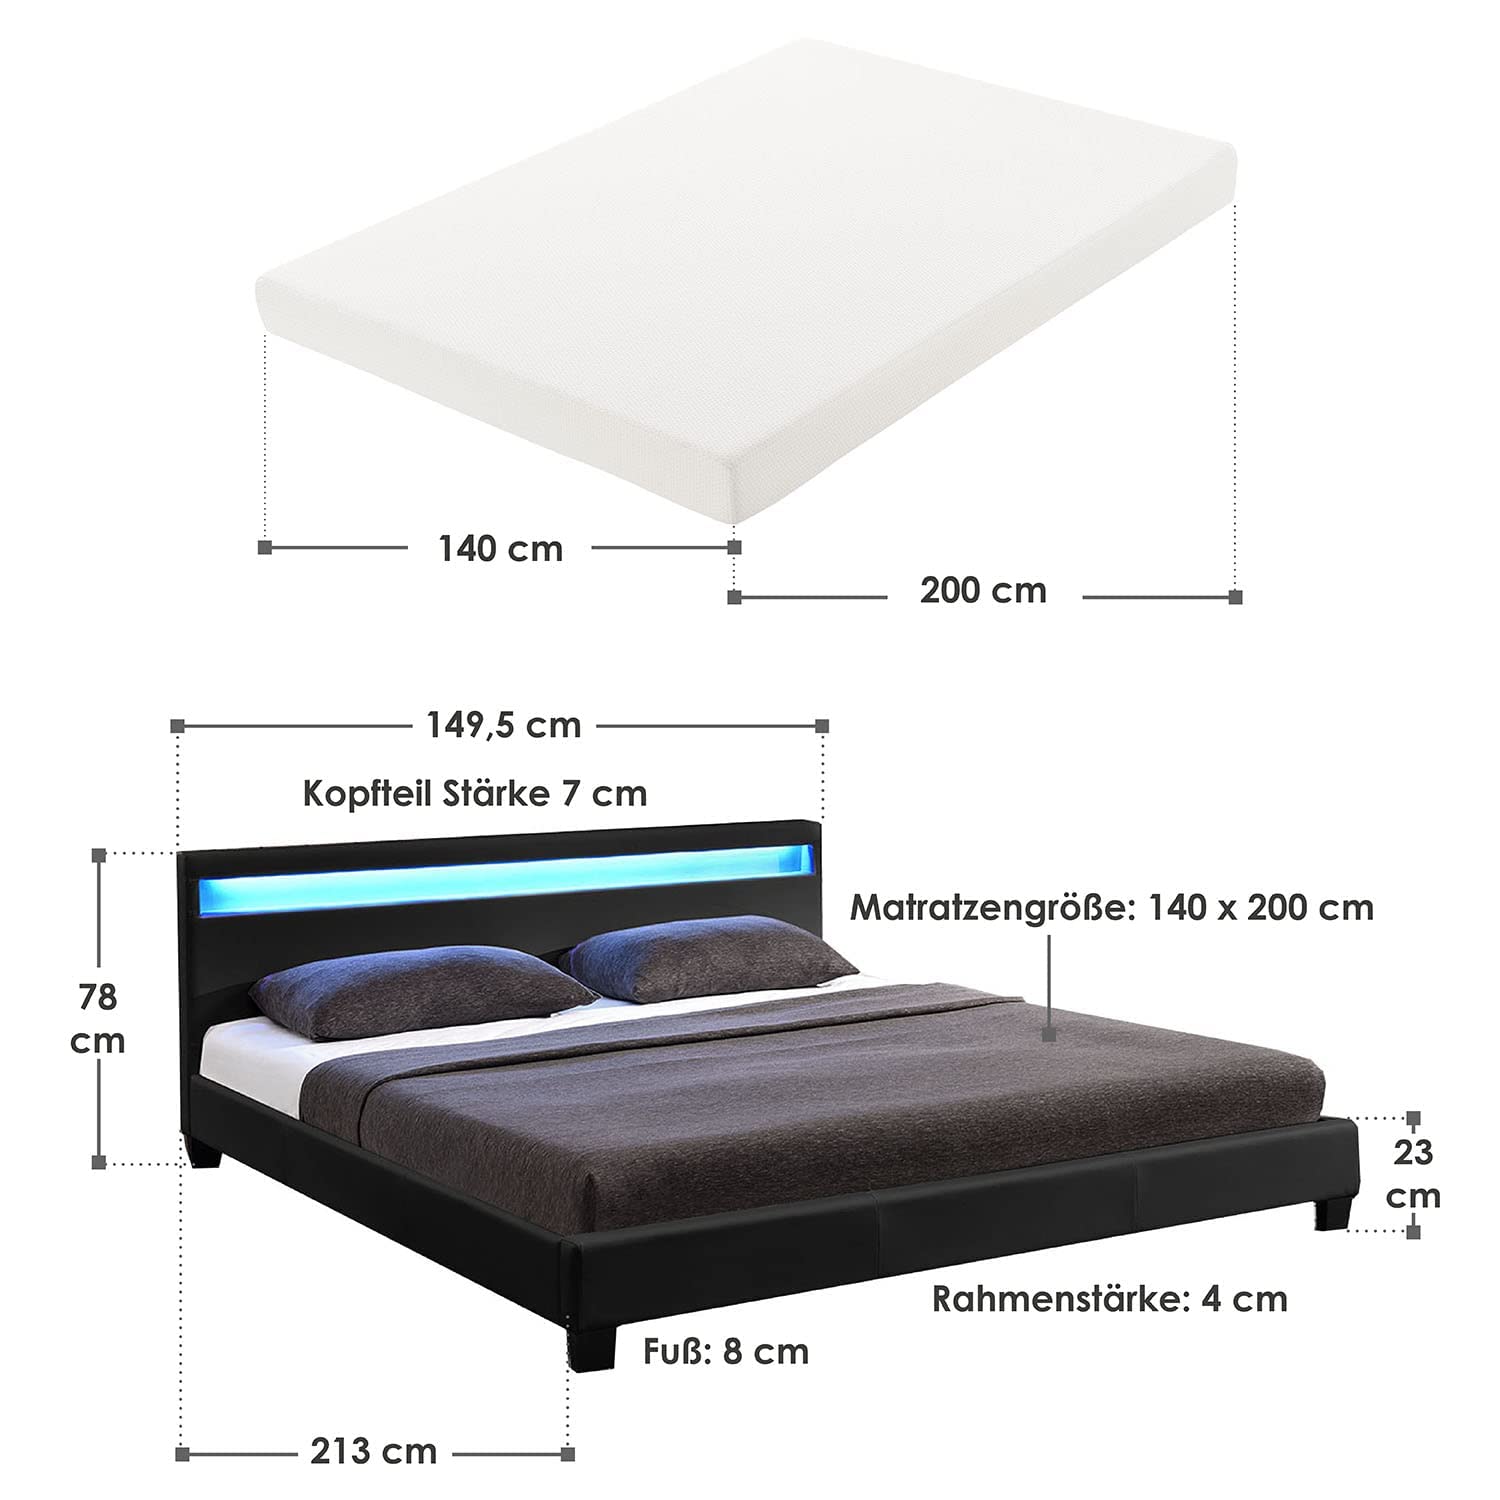 140 cm
200 cm
149,5 cm
Kopfteil Stärke 7 cm
Matratzengröße: 140 x 200 cm
78
cm
23
cm
Rahmenstärke: 4 cm
Fuß: 8 cm
213 cm